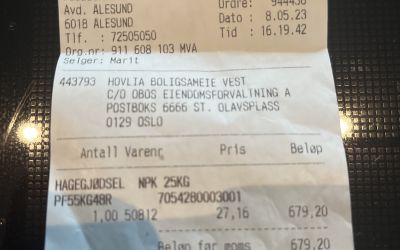 Avd. ALESUND Ordre: 944436
6018 ALESUND Dato : 8.05.23
Tlf. : 72505050 Tid : 16.19.42
Org.nr: 911 608 103 MVA
Selger: Marit
443793 HOVLIA BOLIGSAMEIE VEST
C/O OBOS EIENDOMSFORVALTNING A
POSTBOKS 6666 ST. OLAVSPLASS
0129 OSLO
Antall Varenr Pris Beløp
HAGEGJØDSEL NPK 25KG
PF55KG48R 7054280003001
1,00 50812 27,16 679,20
Beløp før moms 679,20